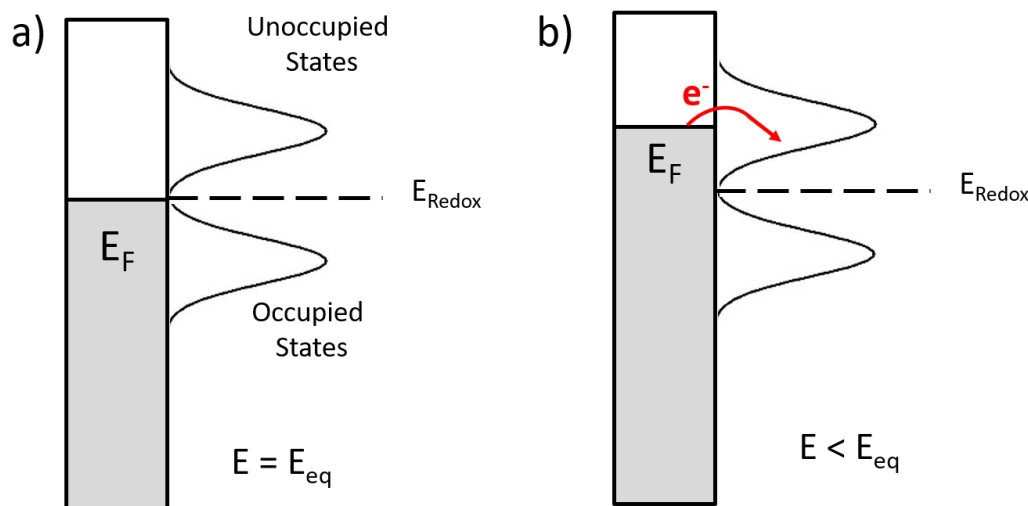 a)
Unoccupied
States
E_Redox
E_F
Occupied
States
E = E_eq
b)
e⁻
E_F
E_Redox
E < E_eq